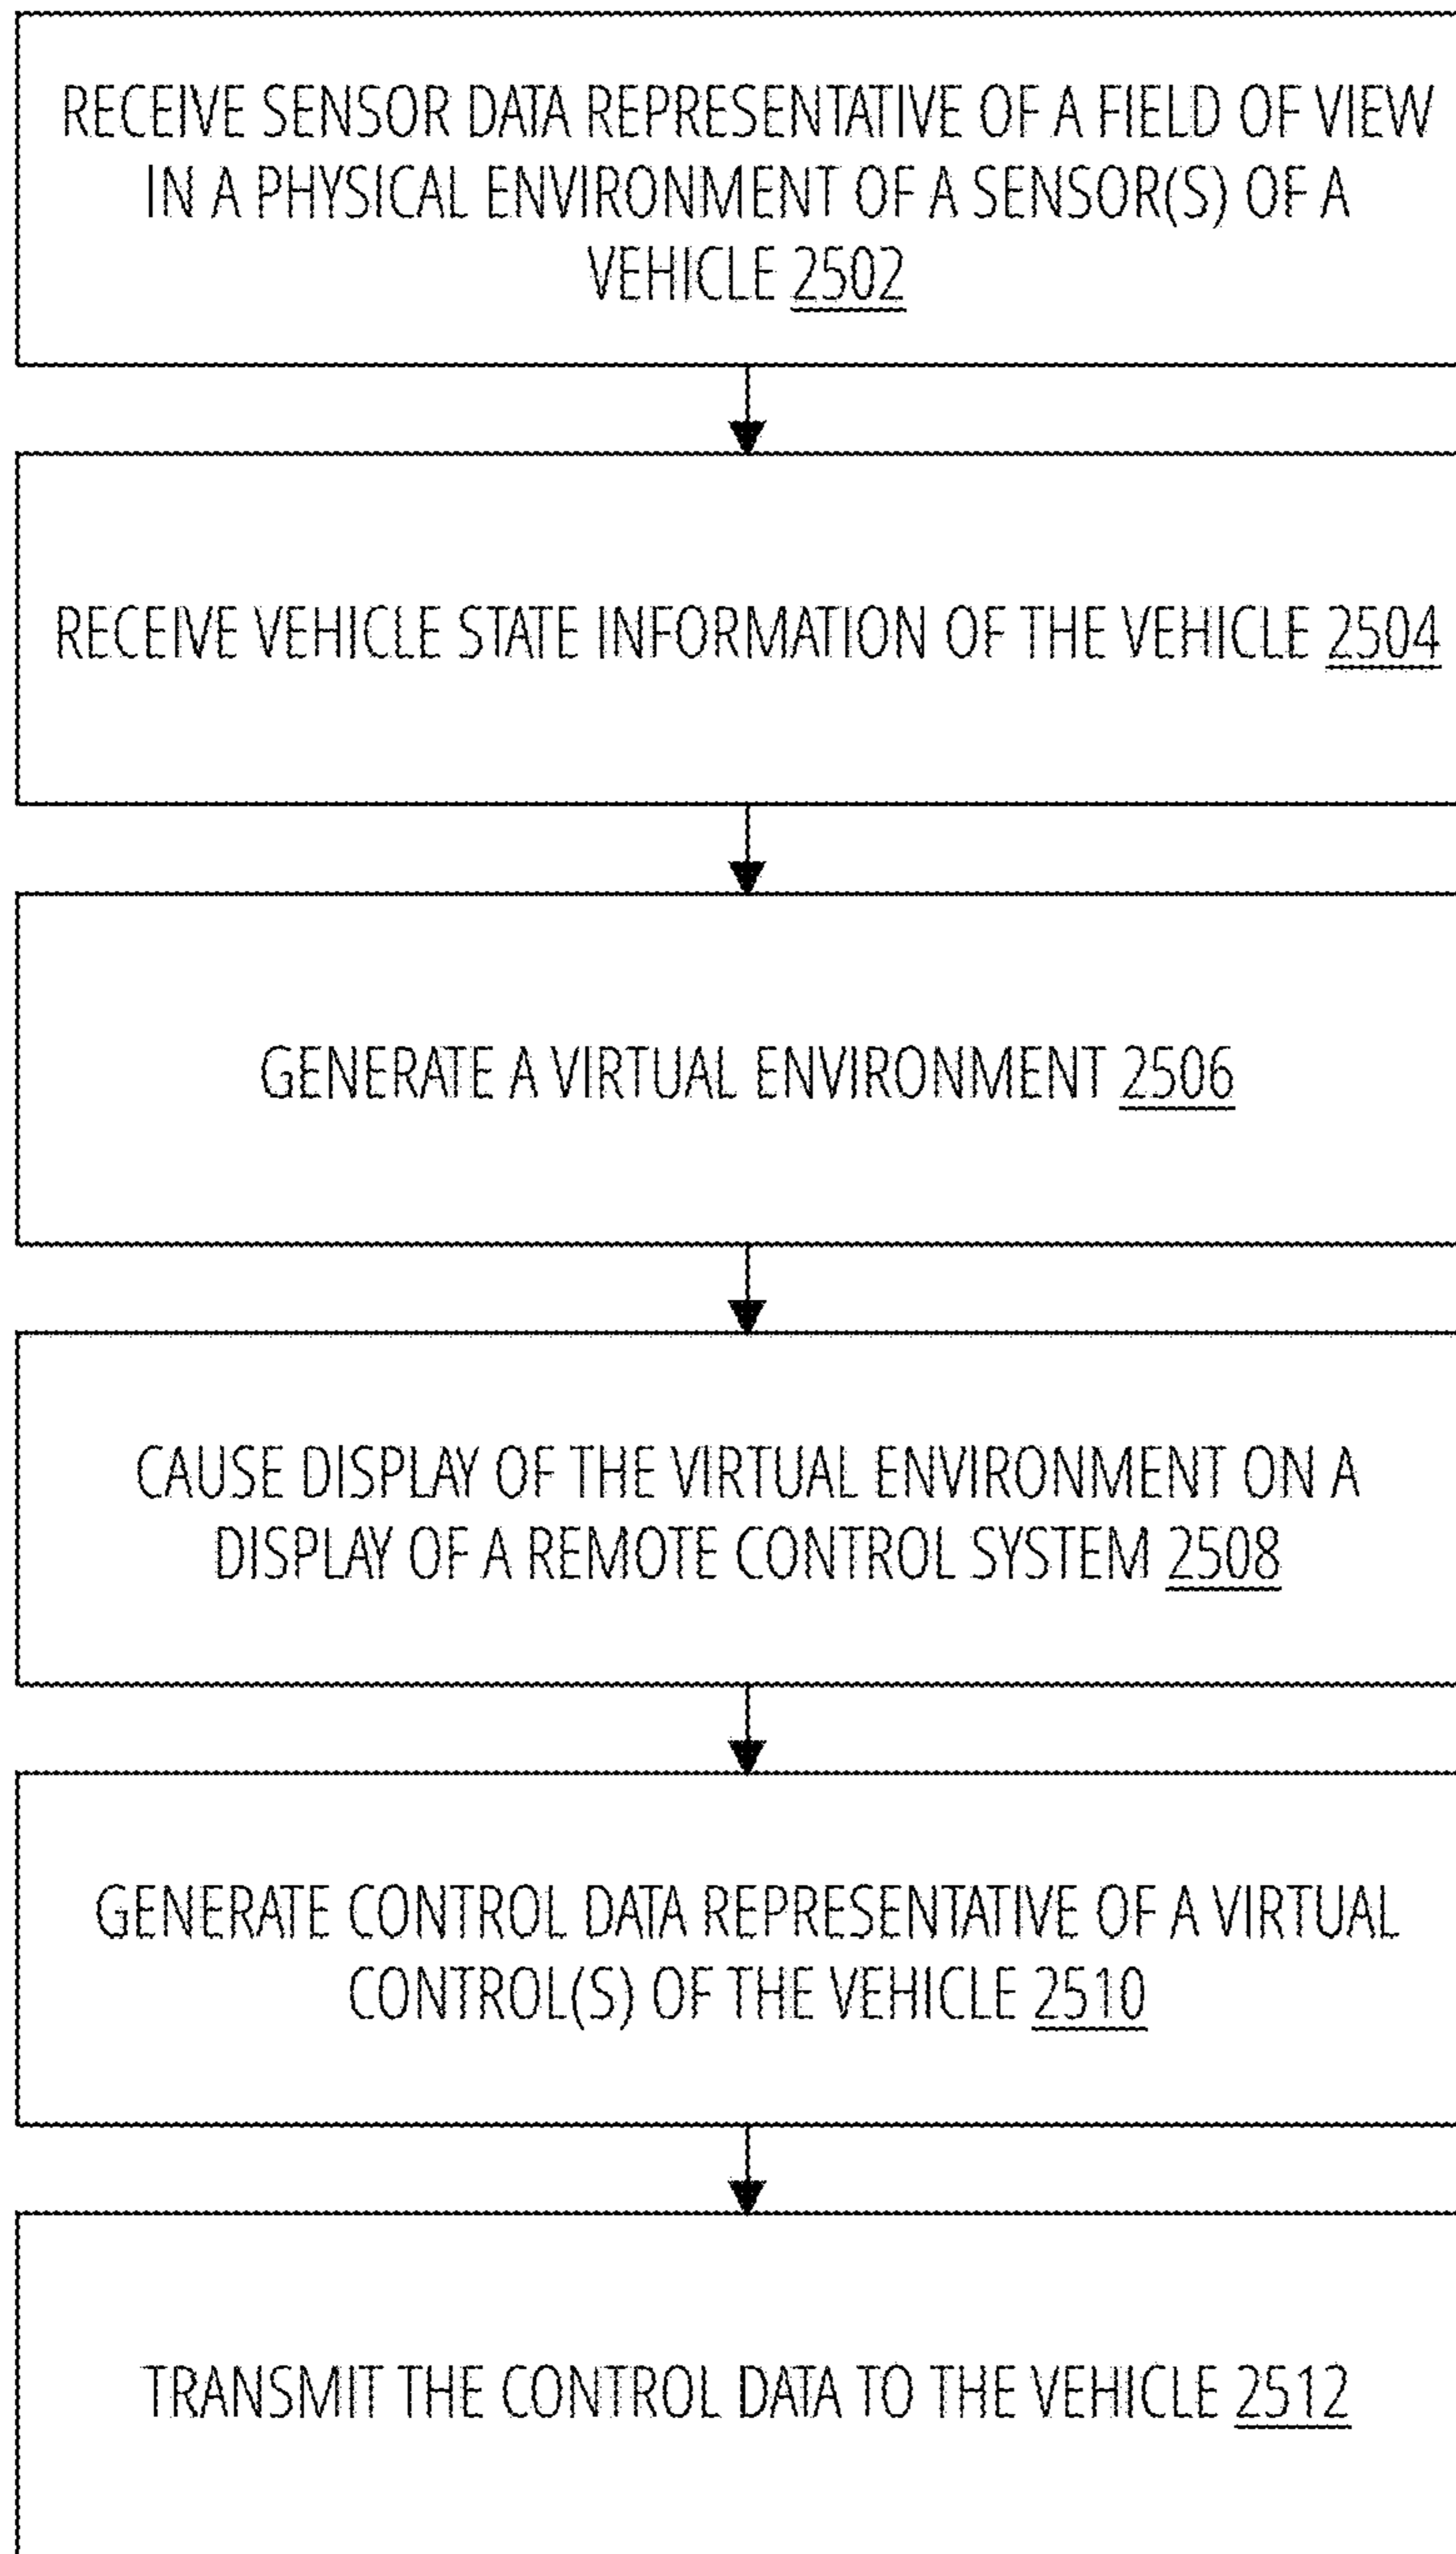 RECEIVE SENSOR DATA REPRESENTATIVE OF A FIELD OF VIEW
IN A PHYSICAL ENVIRONMENT OF A SENSOR(S) OF A
VEHICLE 2502
RECEIVE VEHICLE STATE INFORMATION OF THE VEHICLE 2504
GENERATE A VIRTUAL ENVIRONMENT 2506
CAUSE DISPLAY OF THE VIRTUAL ENVIRONMENT ON A
DISPLAY OF A REMOTE CONTROL SYSTEM 2508
GENERATE CONTROL DATA REPRESENTATIVE OF A VIRTUAL
CONTROL(S) OF THE VEHICLE 2510
TRANSMIT THE CONTROL DATA TO THE VEHICLE 2512